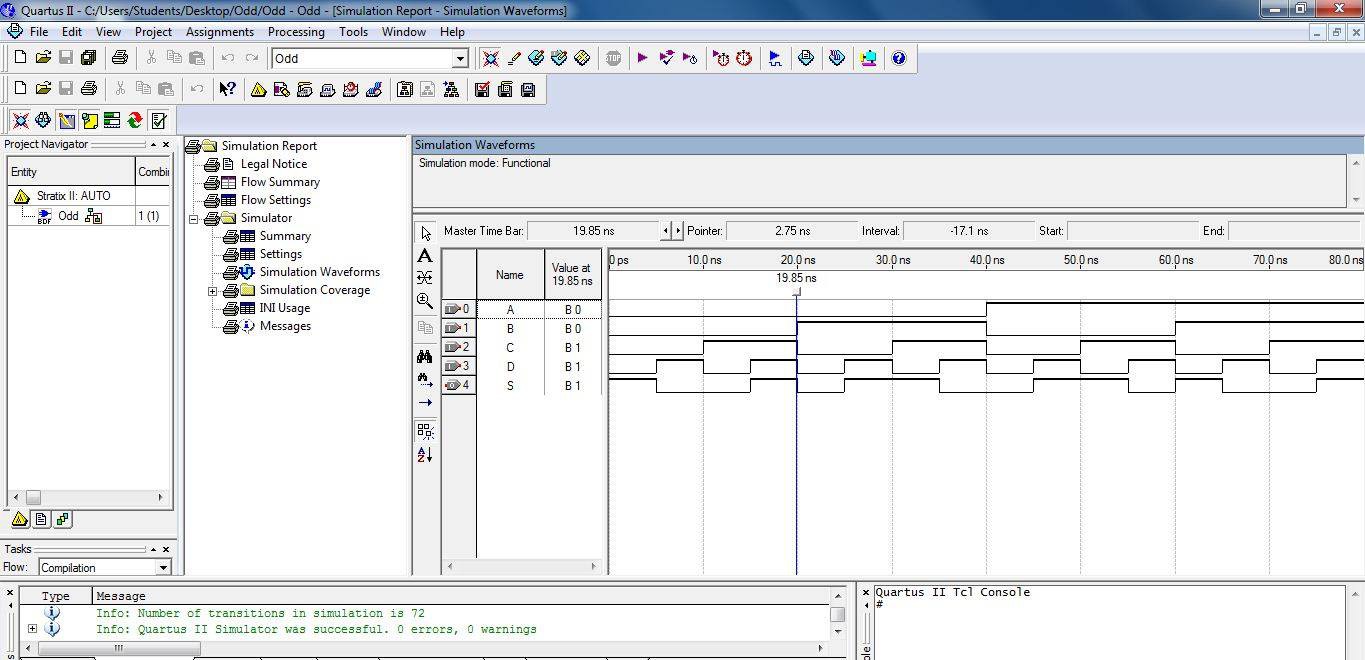 Quartus II - C:/Users/Students/Desktop/Odd/Odd - Odd - [Simulation Report - Simulation Waveforms]
File Edit View Project Assignments Processing Tools Window Help
Odd
STOP
Project Navigator
Entity Combi
Stratix II: AUTO
BDF Odd 1 (1)
Tasks
Flow: Compilation
Simulation Report
Legal Notice
Flow Summary
Flow Settings
Simulator
Summary
Settings
Simulation Waveforms
Simulation Coverage
INI Usage
Messages
Simulation Waveforms
Simulation mode: Functional
Master Time Bar: 19.85 ns Pointer: 2.75 ns Interval: -17.1 ns Start: End:
Name Value at 19.85 ns
0 ps 10.0 ns 20.0 ns 30.0 ns 40.0 ns 50.0 ns 60.0 ns 70.0 ns 80.0 ns
19.85 ns
0 A B 0
1 B B 0
2 C B 1
3 D B 1
4 S B 1
Type Message
Info: Number of transitions in simulation is 72
Info: Quartus II Simulator was successful. 0 errors, 0 warnings
Quartus II Tcl Console
#